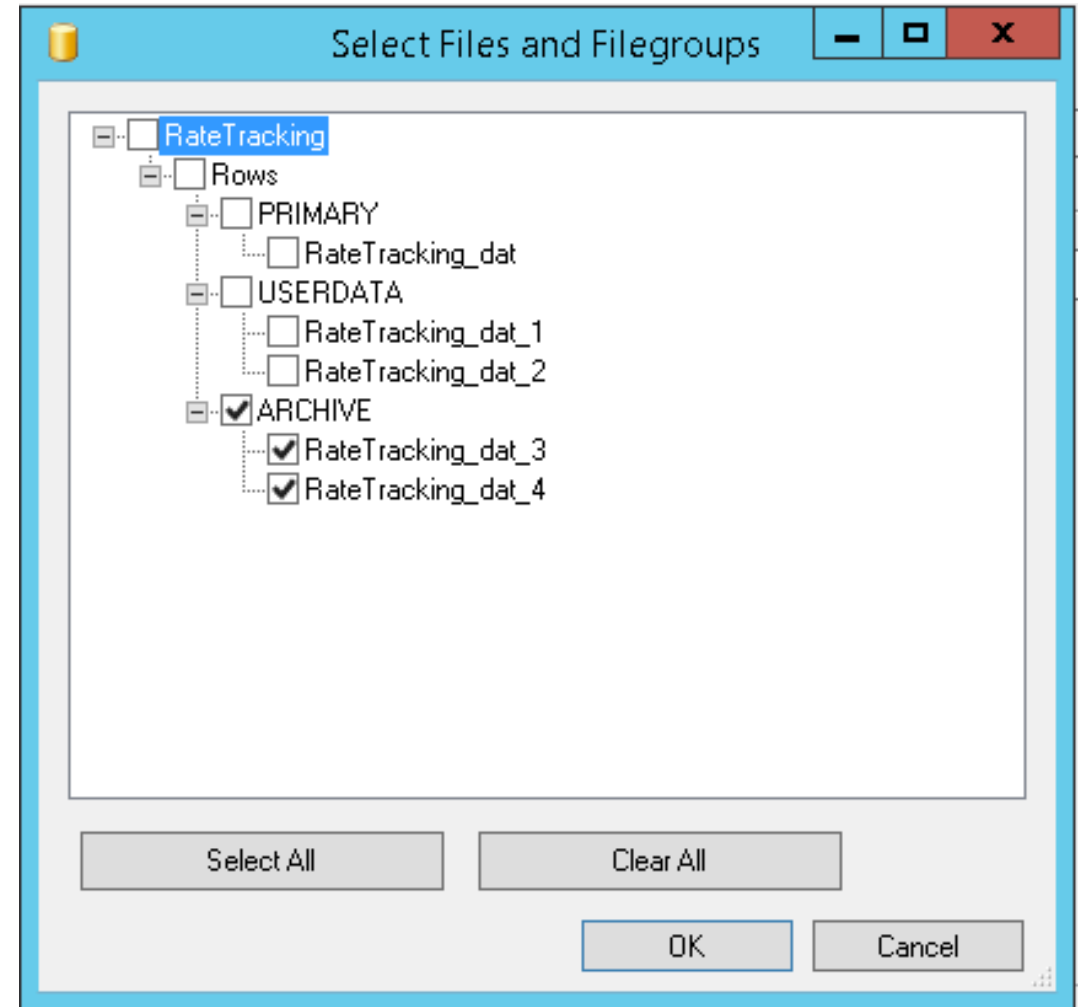 Select Files and Filegroups
RateTracking
Rows
PRIMARY
RateTracking_dat
USERDATA
RateTracking_dat_1
RateTracking_dat_2
ARCHIVE
RateTracking_dat_3
RateTracking_dat_4
Select All Clear All
OK Cancel